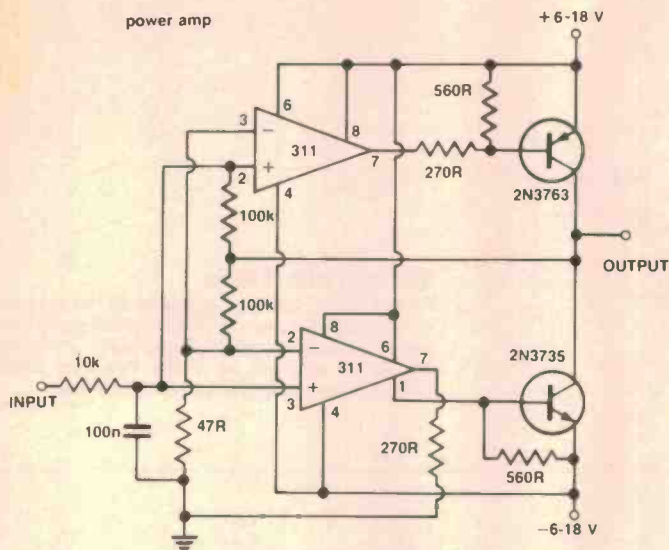 power amp
+6-18 V
6
560R
3
8
−
311
7
+
270R
2
4
2N3763
100k
OUTPUT
100k
8
6
2N3735
2
7
−
311
10k
1
+
INPUT
3
4
100n
47R
270R
560R
−6-18 V